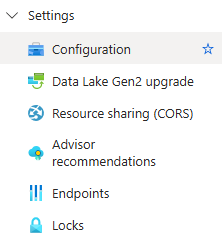 Settings
Configuration
Data Lake Gen2 upgrade
Resource sharing (CORS)
Advisor
recommendations
Endpoints
Locks